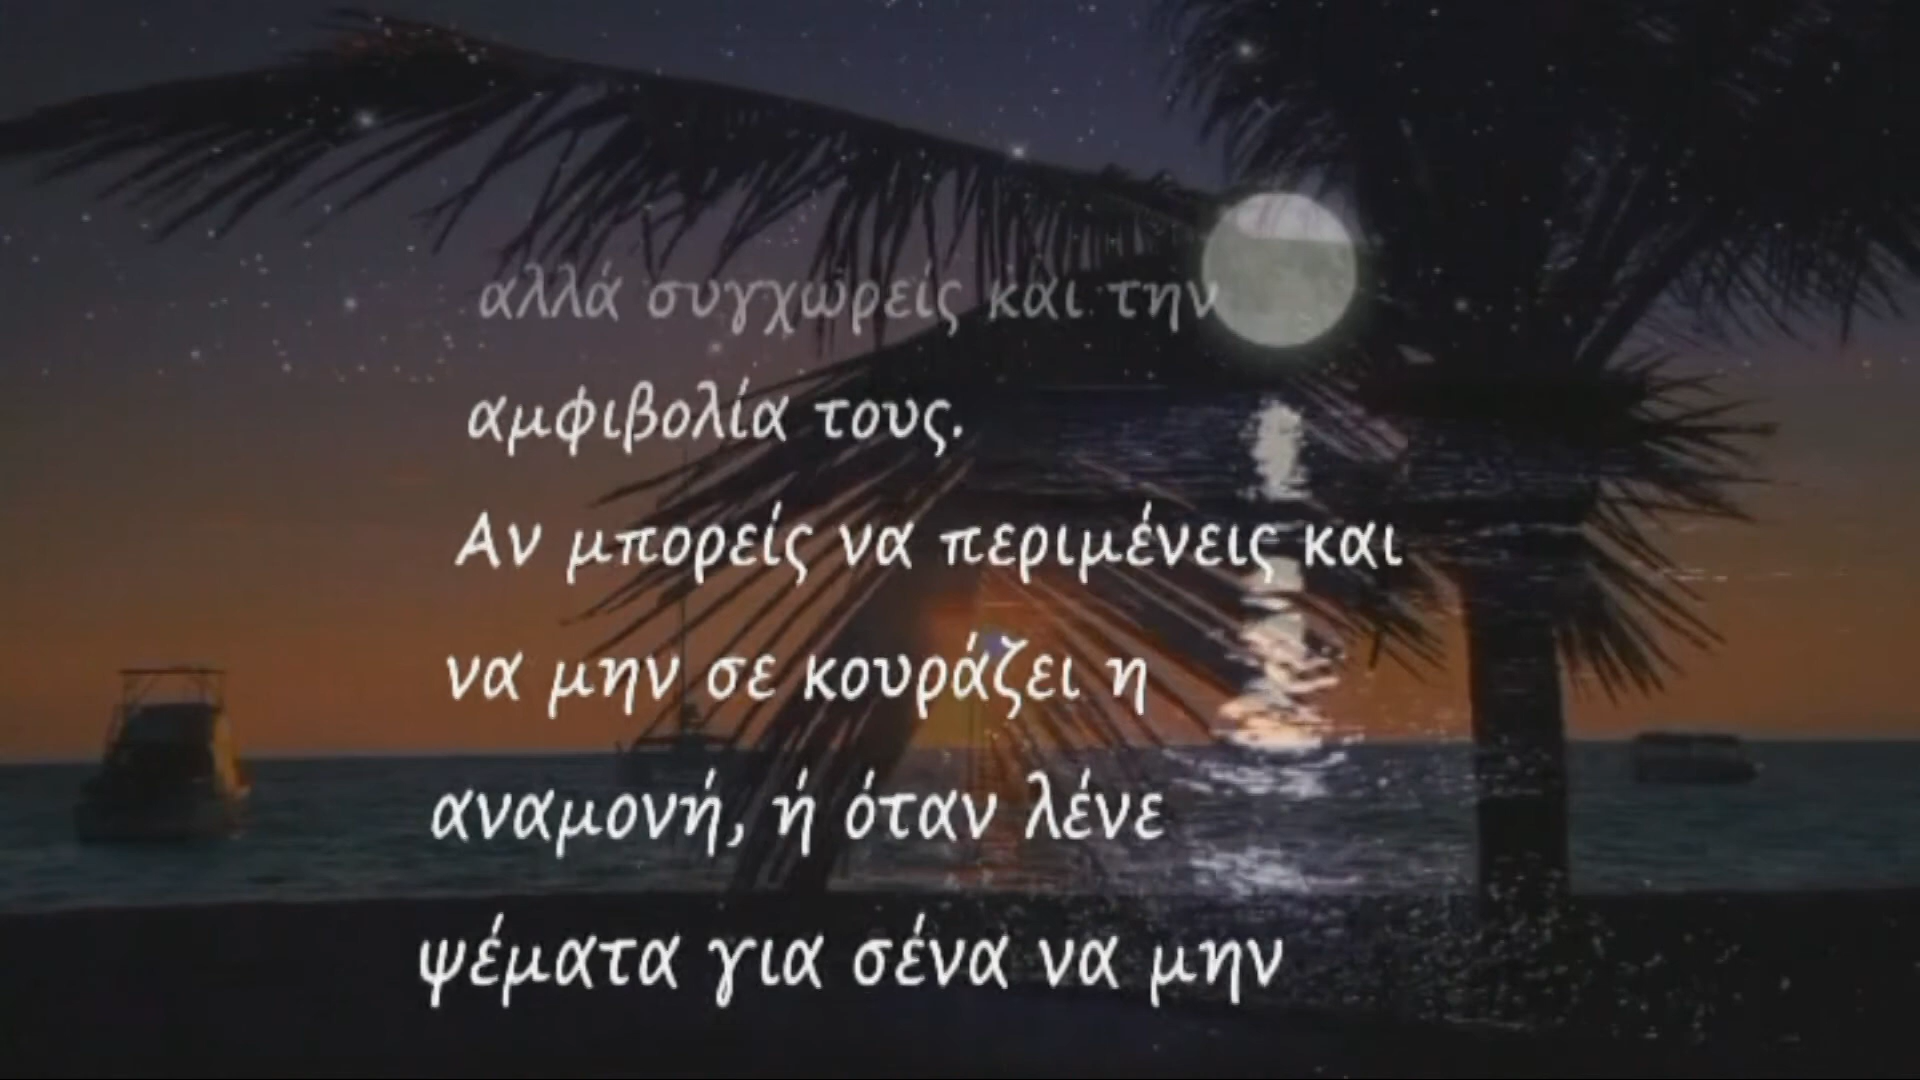 αλλά συγχωρείς και την
αμφιβολία τους.
Αν μπορείς να περιμένεις και
να μην σε κουράζει η
αναμονή, ή όταν λένε
ψέματα για σένα να μην